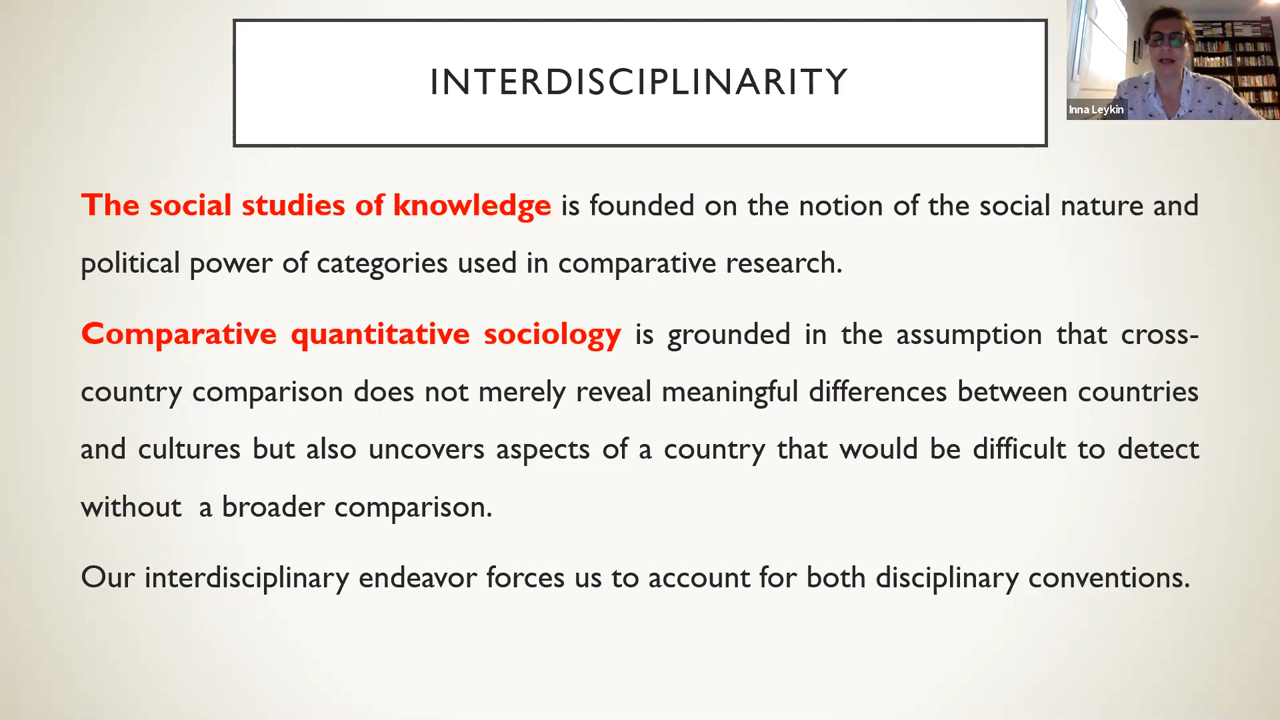 INTERDISCIPLINARITY
Inna Leykin
The social studies of knowledge is founded on the notion of the social nature and
political power of categories used in comparative research.
Comparative quantitative sociology is grounded in the assumption that cross-
country comparison does not merely reveal meaningful differences between countries
and cultures but also uncovers aspects of a country that would be difficult to detect
without a broader comparison.
Our interdisciplinary endeavor forces us to account for both disciplinary conventions.